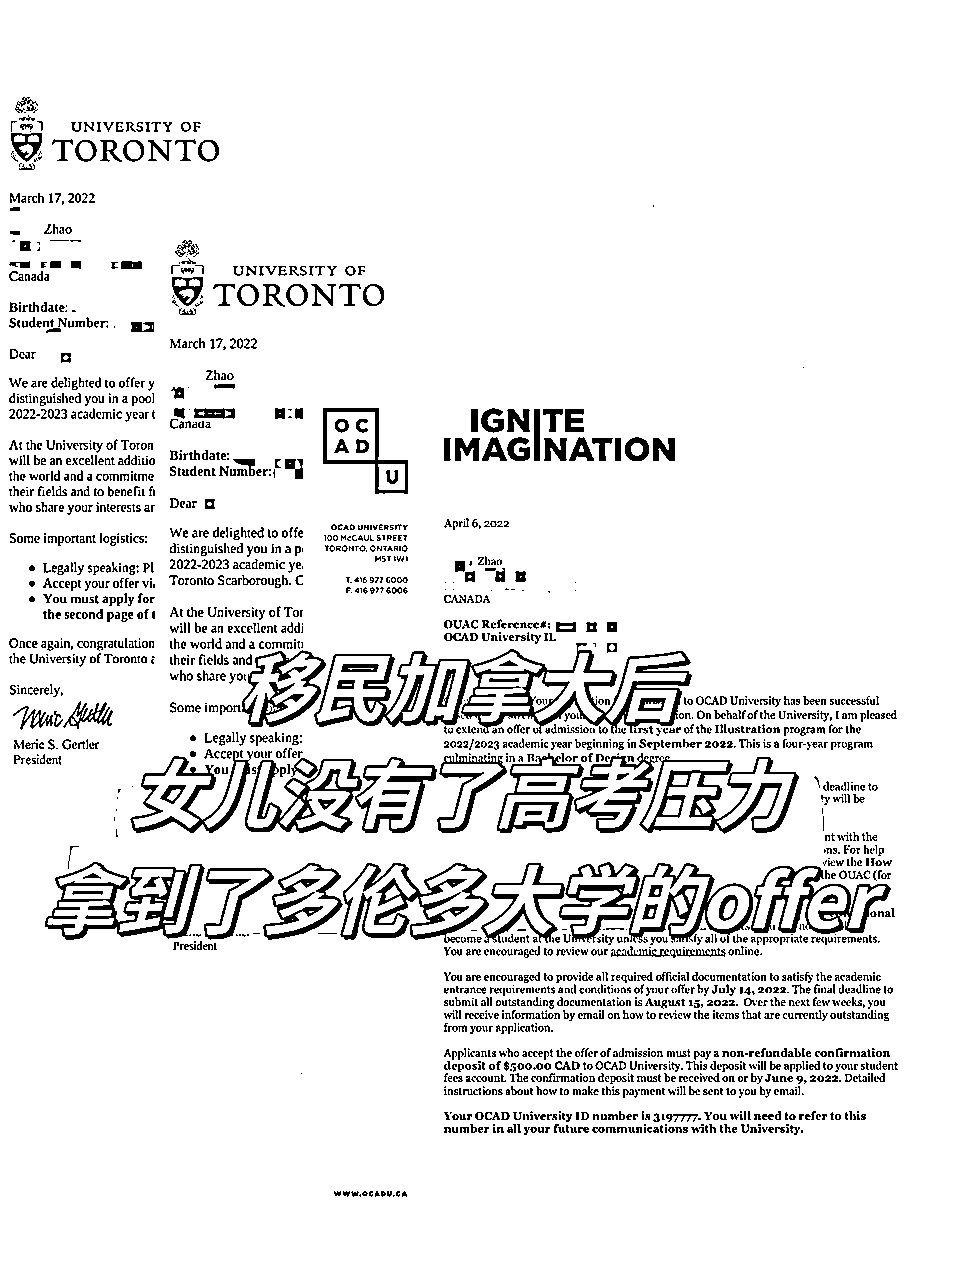 UNIVERSITY OF
TORONTO
March 17, 2022
Zhao
Canada
Birthdate:
Student Number:
Dear
We are delighted to offer y
distinguished you in a pool
2022-2023 academic year t
At the University of Toron
will be an excellent additio
the world and a commitme
their fields and to benefit fi
who share your interests ar
Some important logistics:
Legally speaking: Pl
Accept your offer vi
You must apply for
the second page of t
Once again, congratulation
the University of Toronto a
Sincerely,
Meric S. Gertler
President
UNIVERSITY OF
TORONTO
March 17, 2022
Zhao
Canada
Birthdate:
Student Number:
Dear
We are delighted to offe
distinguished you in a p
2022-2023 academic ye
Toronto Scarborough. C
At the University of Tor
will be an excellent addi
the world and a commit
their fields and
who share you
Some impor
Legally speaking:
Accept your offer
You
President
OC
AD
U
OCAD UNIVERSITY
100 McCAUL STREET
TORONTO, ONTARIO
M5T 1W1
T. 416 977 6000
F. 416 977 6006
IGNITE
IMAGINATION
April 6, 2022
Zhao
CANADA
OUAC Reference#:
OCAD University
to OCAD University has been successful
on. On behalf of the University, I am pleased
to extend an offer of admission to the first year of the Illustration program for the
2022/2023 academic year beginning in September 2022. This is a four-year program
culminating in a Bachelor of Design degree
deadline to
ty will be
nt with the
ns. For help
view the How
the OUAC (for
ional
become a student at the University unless you satisfy all of the appropriate requirements.
You are encouraged to review our academic requirements online.
You are encouraged to provide all required official documentation to satisfy the academic
entrance requirements and conditions of your offer by July 14, 2022. The final deadline to
submit all outstanding documentation is August 15, 2022. Over the next few weeks, you
will receive information by email on how to review the items that are currently outstanding
from your application.
Applicants who accept the offer of admission must pay a non-refundable confirmation
deposit of $500.00 CAD to OCAD University. This deposit will be applied to your student
fees account. The confirmation deposit must be received on or by June 9, 2022. Detailed
instructions about how to make this payment will be sent to you by email.
Your OCAD University ID number is 3197777. You will need to refer to this
number in all your future communications with the University.
WWW.OCADU.CA
移民加拿大后
女儿没有了高考压力
拿到了多伦多大学的offer